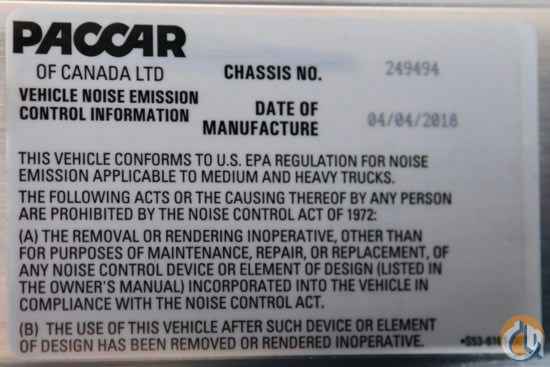 PACCAR
OF CANADA LTD
VEHICLE NOISE EMISSION
CONTROL INFORMATION
CHASSIS NO. 249494
DATE OF
MANUFACTURE 04/04/2018
THIS VEHICLE CONFORMS TO U.S. EPA REGULATION FOR NOISE
EMISSION APPLICABLE TO MEDIUM AND HEAVY TRUCKS.
THE FOLLOWING ACTS OR THE CAUSING THEREOF BY ANY PERSON
ARE PROHIBITED BY THE NOISE CONTROL ACT OF 1972:
(A) THE REMOVAL OR RENDERING INOPERATIVE, OTHER THAN
FOR PURPOSES OF MAINTENANCE, REPAIR, OR REPLACEMENT, OF
ANY NOISE CONTROL DEVICE OR ELEMENT OF DESIGN (LISTED IN
THE OWNER'S MANUAL) INCORPORATED INTO THE VEHICLE IN
COMPLIANCE WITH THE NOISE CONTROL ACT.
(B) THE USE OF THIS VEHICLE AFTER SUCH DEVICE OR ELEMENT
OF DESIGN HAS BEEN REMOVED OR RENDERED INOPERATIVE.